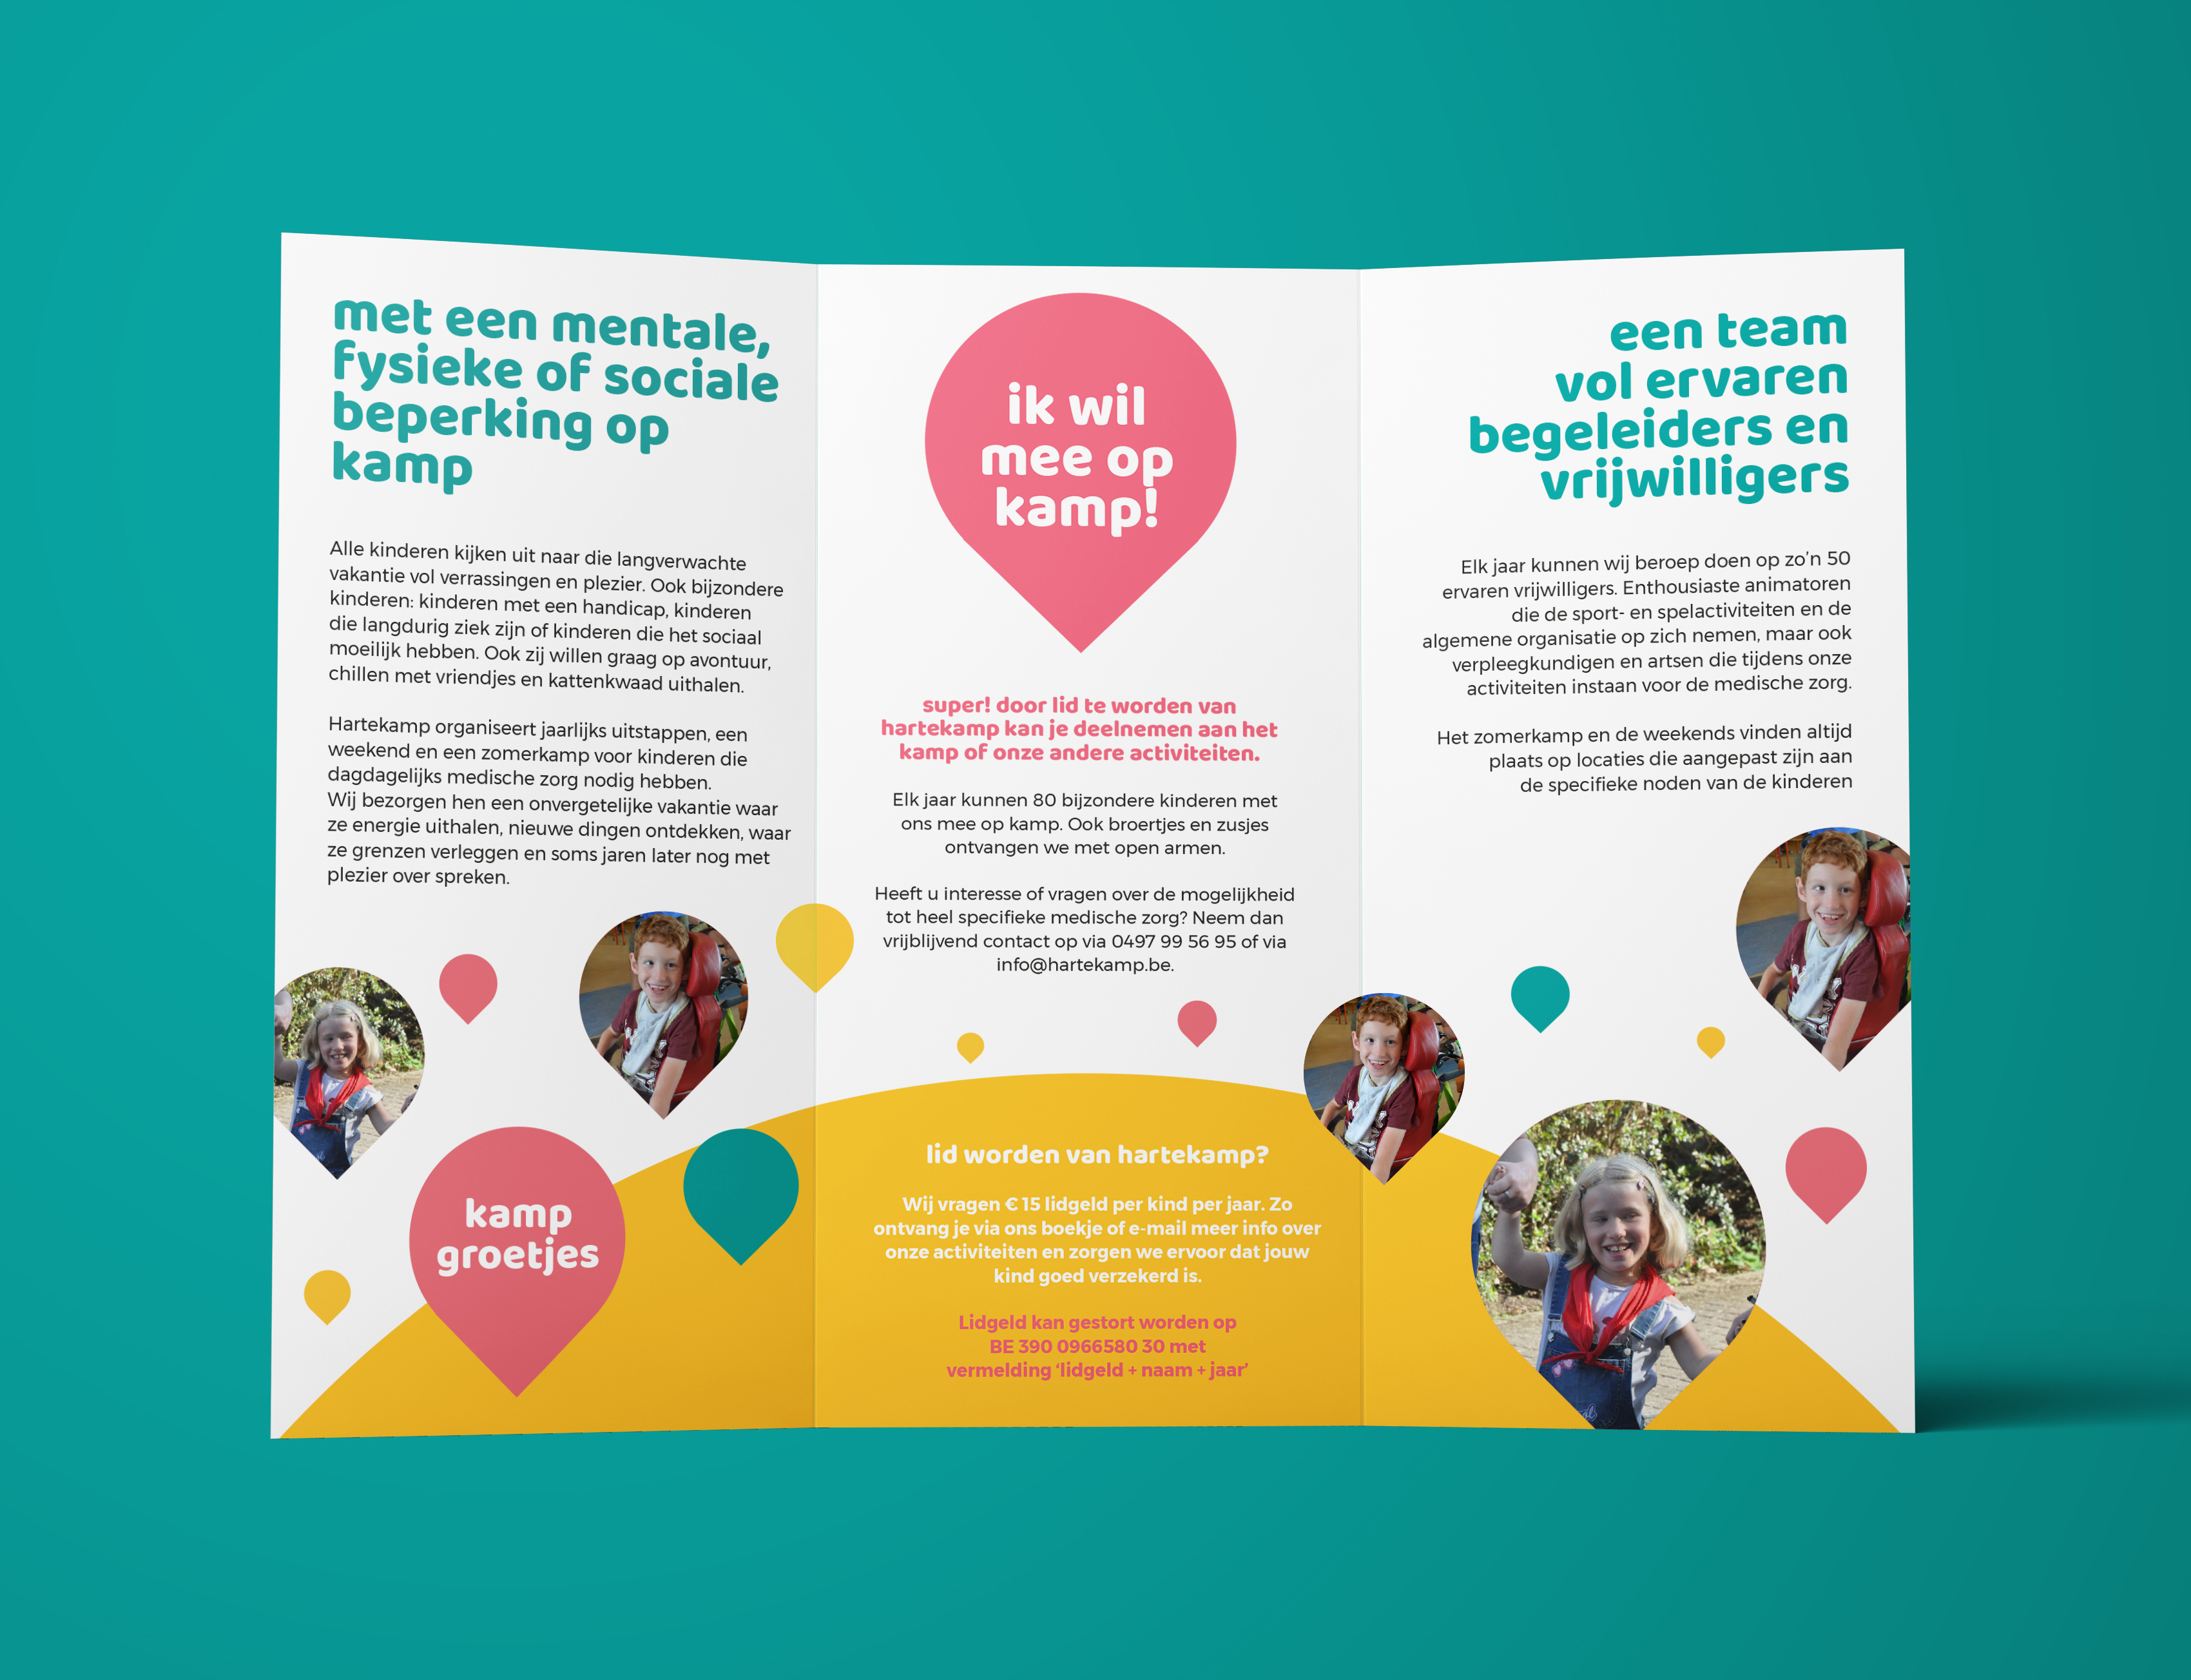 met een mentale,
fysieke of sociale
beperking op
kamp
Alle kinderen kijken uit naar die langverwachte
vakantie vol verrassingen en plezier. Ook bijzondere
kinderen: kinderen met een handicap, kinderen
die langdurig ziek zijn of kinderen die het sociaal
moeilijk hebben. Ook zij willen graag op avontuur,
chillen met vriendjes en kattenkwaad uithalen.
Hartekamp organiseert jaarlijks uitstappen, een
weekend en een zomerkamp voor kinderen die
dagdagelijks medische zorg nodig hebben.
Wij bezorgen hen een onvergetelijke vakantie waar
ze energie uithalen, nieuwe dingen ontdekken, waar
ze grenzen verleggen en soms jaren later nog met
plezier over spreken.
kamp
groetjes
ik wil
mee op
kamp!
super! door lid te worden van
hartekamp kan je deelnemen aan het
kamp of onze andere activiteiten.
Elk jaar kunnen 80 bijzondere kinderen met
ons mee op kamp. Ook broertjes en zusjes
ontvangen we met open armen.
Heeft u interesse of vragen over de mogelijkheid
tot heel specifieke medische zorg? Neem dan
vrijblijvend contact op via 0497 99 56 95 of via
info@hartekamp.be.
lid worden van hartekamp?
Wij vragen € 15 lidgeld per kind per jaar. Zo
ontvang je via ons boekje of e-mail meer info over
onze activiteiten en zorgen we ervoor dat jouw
kind goed verzekerd is.
Lidgeld kan gestort worden op
BE 390 0966580 30 met
vermelding ‘lidgeld + naam + jaar’
een team
vol ervaren
begeleiders en
vrijwilligers
Elk jaar kunnen wij beroep doen op zo’n 50
ervaren vrijwilligers. Enthousiaste animatoren
die de sport- en spelactiviteiten en de
algemene organisatie op zich nemen, maar ook
verpleegkundigen en artsen die tijdens onze
activiteiten instaan voor de medische zorg.
Het zomerkamp en de weekends vinden altijd
plaats op locaties die aangepast zijn aan
de specifieke noden van de kinderen